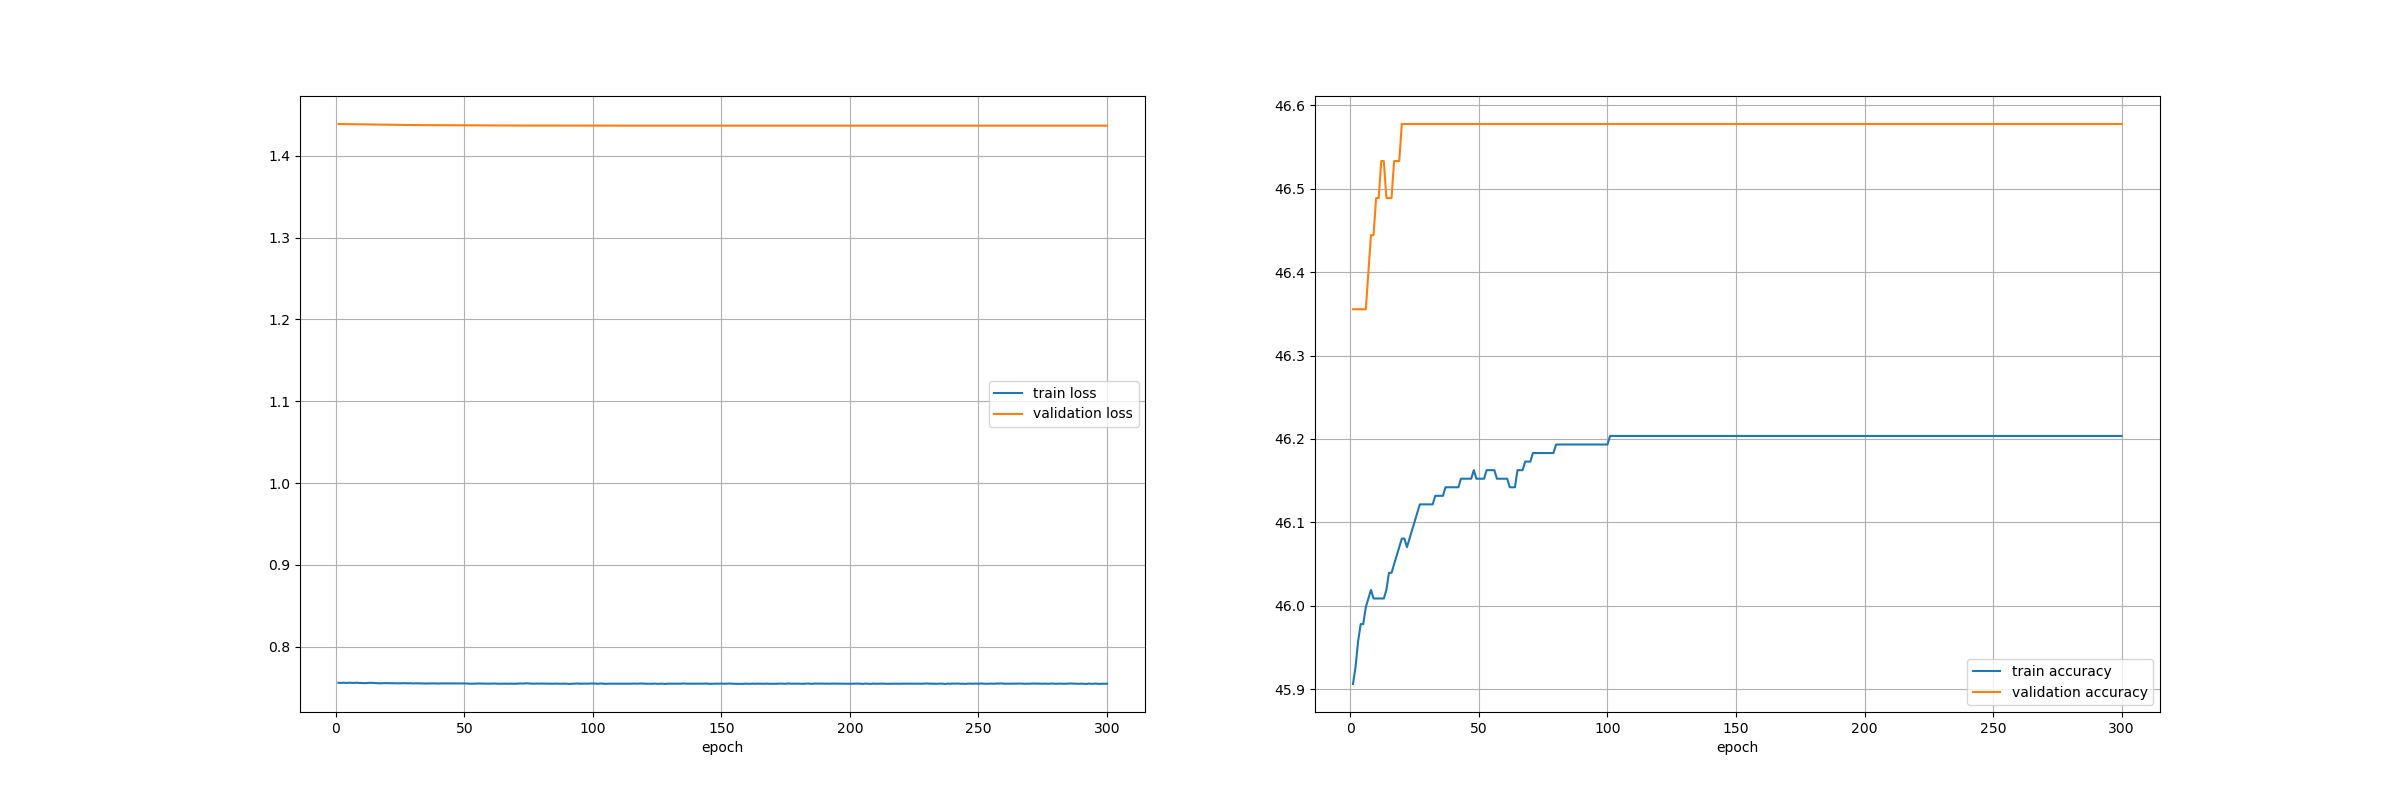 1.4
1.3
1.2
1.1
1.0
0.9
0.8
0 50 100 150 200 250 300
epoch
train loss
validation loss
46.6
46.5
46.4
46.3
46.2
46.1
46.0
45.9
0 50 100 150 200 250 300
epoch
train accuracy
validation accuracy